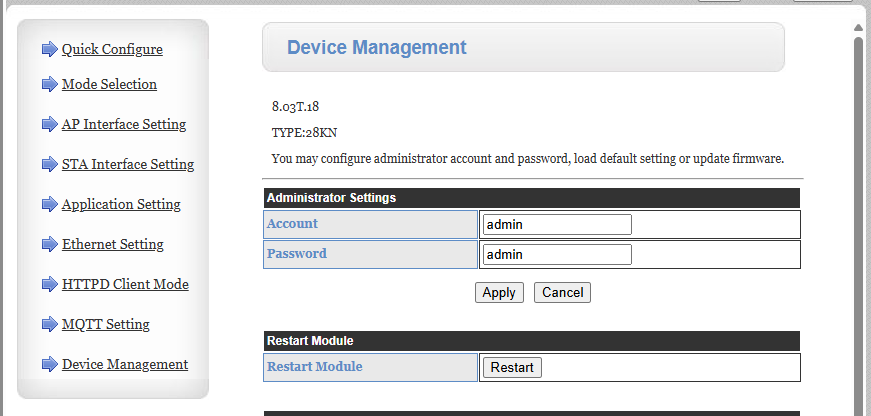 Quick Configure
Mode Selection
AP Interface Setting
STA Interface Setting
Application Setting
Ethernet Setting
HTTPD Client Mode
MQTT Setting
Device Management
Device Management
8.03T.18
TYPE:28KN
You may configure administrator account and password, load default setting or update firmware.
Administrator Settings
Account admin
Password admin
Apply Cancel
Restart Module
Restart Module Restart